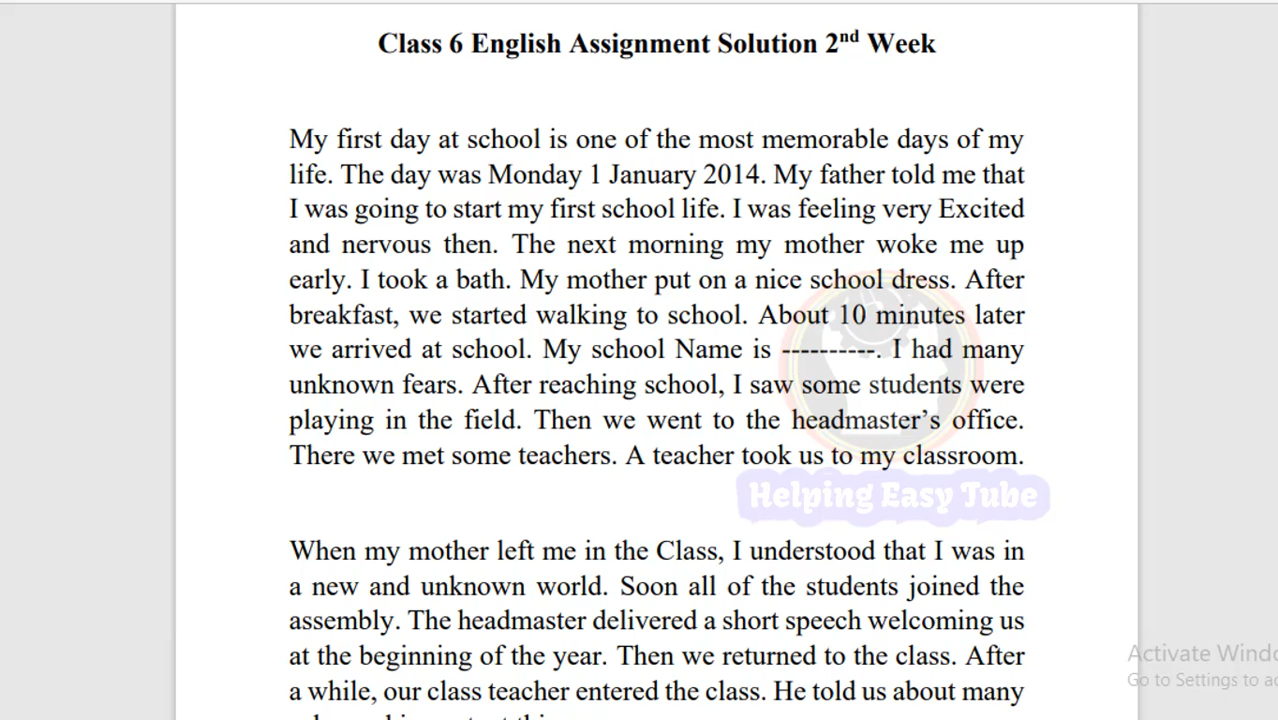 Class 6 English Assignment Solution 2nd Week
My first day at school is one of the most memorable days of my
life. The day was Monday 1 January 2014. My father told me that
I was going to start my first school life. I was feeling very Excited
and nervous then. The next morning my mother woke me up
early. I took a bath. My mother put on a nice school dress. After
breakfast, we started walking to school. About 10 minutes later
we arrived at school. My school Name is ----------. I had many
unknown fears. After reaching school, I saw some students were
playing in the field. Then we went to the headmaster’s office.
There we met some teachers. A teacher took us to my classroom.
Helping Easy Tube
When my mother left me in the Class, I understood that I was in
a new and unknown world. Soon all of the students joined the
assembly. The headmaster delivered a short speech welcoming us
at the beginning of the year. Then we returned to the class. After
a while, our class teacher entered the class. He told us about many
Activate Windo
Go to Settings to ac